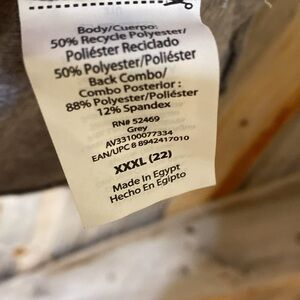 Body/Cuerpo:
50% Recycle Polyester/
Poliéster Reciclado
50% Polyester/Poliéster
Back Combo/
Combo Posterior :
88% Polyester/Poliéster
12% Spandex
RN# 52469
Grey
AV33100077334
EAN/UPC 8 8942417010
XXXL (22)
Made In Egypt
Hecho En Egipto